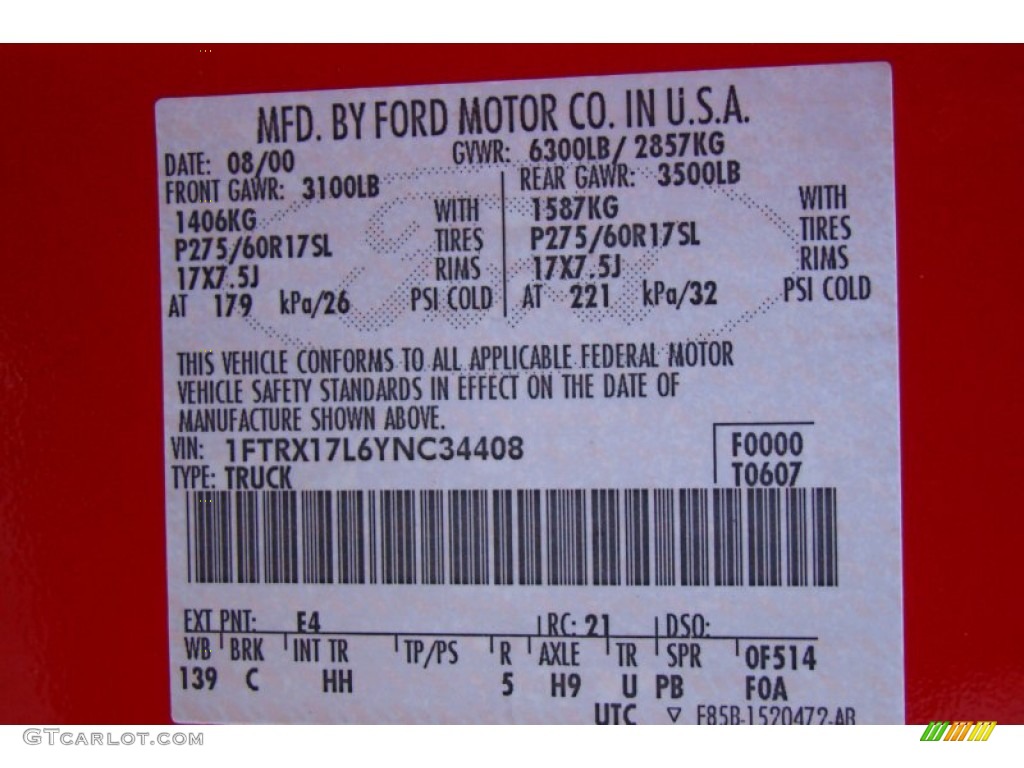 MFD. BY FORD MOTOR CO. IN U.S.A.
DATE: 08/00 GVWR: 6300LB/ 2857KG
FRONT GAWR: 3100LB REAR GAWR: 3500LB
1406KG WITH 1587KG WITH
P275/60R17SL TIRES P275/60R17SL TIRES
17X7.5J RIMS 17X7.5J RIMS
AT 179 kPa/26 PSI COLD AT 221 kPa/32 PSI COLD
THIS VEHICLE CONFORMS TO ALL APPLICABLE FEDERAL MOTOR
VEHICLE SAFETY STANDARDS IN EFFECT ON THE DATE OF
MANUFACTURE SHOWN ABOVE.
VIN: 1FTRX17L6YNC34408 F0000
TYPE: TRUCK T0607
EXT PNT: E4 RC: 21 DSO:
WB BRK INT TR TP/PS R AXLE TR SPR 0F514
139 C HH 5 H9 U PB F0A
UTC ▽ F85B-1520472-AB
GTcarlot.com